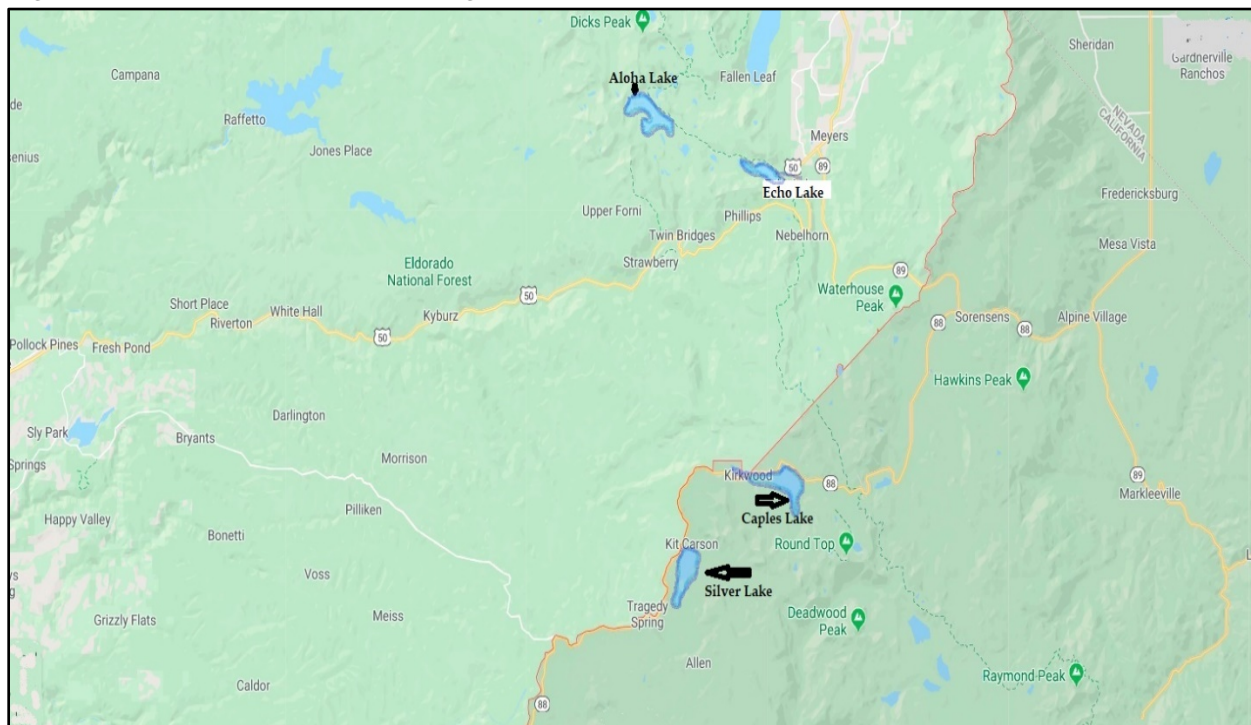 Dicks Peak
Sheridan
Gardnerville
Ranchos
Campana
Aloha Lake
Fallen Leaf
Raffetto
Meyers
NEVADA
CALIFORNIA
Jones Place
50
89
Echo Lake
Fredericksburg
Upper Forni
Phillips
Twin Bridges
Nebelhorn
Mesa Vista
Strawberry
Eldorado
National Forest
89
Waterhouse
Peak
50
Short Place
White Hall
Riverton
Kyburz
88
Sorensens
88
Alpine Village
50
Pollock Pines
Fresh Pond
Hawkins Peak
Darlington
Sly Park
Bryants
Morrison
Springs
Kirkwood
88
89
Markleeville
Pilliken
Caples Lake
Happy Valley
Bonetti
Kit Carson
Round Top
Voss
Silver Lake
Tragedy
Spring
Deadwood
Peak
Grizzly Flats
Meiss
Allen
Raymond Peak
Caldor
88